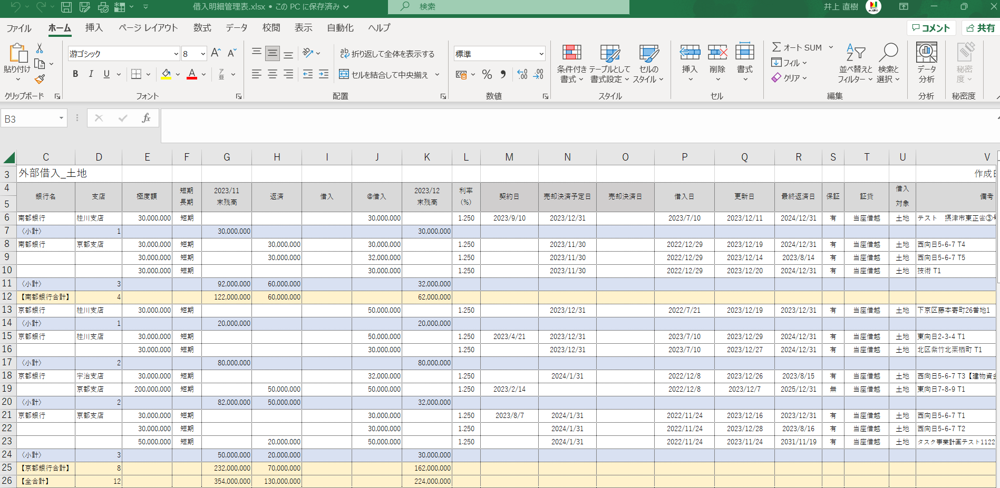 借入明細管理表.xlsx • この PC に保存済み
検索
井上 直樹
ファイル ホーム 挿入 ページ レイアウト 数式 データ 校閲 表示 自動化 ヘルプ
コメント 共有
貼り付け
クリップボード
游ゴシック 8
B I U
フォント
折り返して全体を表示する
セルを結合して中央揃え
配置
標準
数値
条件付き書式
テーブルとして書式設定
セルのスタイル
スタイル
挿入 削除 書式
セル
オート SUM
フィル
クリア
並べ替えとフィルター
検索と選択
編集
データ分析
分析
秘密度
秘密度
B3
fx
C D E F G H I J K L M N O P Q R S T U V
3 外部借入_土地 作成日
4 5 銀行名 支店 極度額 短期長期 2023/11末残高 返済 借入 @借入 2023/12末残高 利率(%) 契約日 売却決済予定日 売却決済日 借入日 更新日 最終返済日 保証 証貸 借入対象 備考
6 南都銀行 桂川支店 30,000,000 短期 30,000,000 1.250 2023/9/10 2023/12/31 2023/7/10 2023/12/11 2024/12/31 有 当座借越 土地 テスト 摂津市東正雀③号
7 〈小計〉 1 30,000,000 30,000,000
8 南都銀行 京都支店 30,000,000 短期 30,000,000 30,000,000 1.250 2023/11/30 2022/12/29 2023/12/19 2024/12/31 有 当座借越 土地 西向日5-6-7 T4
9 30,000,000 短期 30,000,000 32,000,000 1.250 2023/11/30 2022/12/29 2023/12/14 2023/8/14 有 当座借越 土地 西向日5-6-7 T5
10 30,000,000 短期 30,000,000 1.250 2023/11/30 2022/12/29 2023/12/20 2024/12/31 有 当座借越 土地 技術 T1
11 〈小計〉 3 92,000,000 60,000,000 32,000,000
12 【南都銀行合計】 4 122,000,000 60,000,000 62,000,000
13 京都銀行 桂川支店 30,000,000 短期 50,000,000 1.250 2023/12/31 2022/7/21 2023/12/19 2023/12/31 有 当座借越 土地 下京区藤本寄町26番地1
14 〈小計〉 1 20,000,000 20,000,000
15 京都銀行 桂川支店 30,000,000 短期 50,000,000 1.250 2023/4/21 2023/12/31 2023/7/10 2023/12/29 2024/12/31 有 当座借越 土地 東向日2-3-4 T1
16 30,000,000 短期 30,000,000 1.250 2023/12/31 2023/7/10 2023/12/27 2024/12/31 有 当座借越 土地 北区紫竹北栗栖町 T1
17 〈小計〉 2 80,000,000 80,000,000
18 京都銀行 宇治支店 30,000,000 短期 32,000,000 1.250 2024/1/31 2022/12/8 2023/12/26 2023/8/15 有 当座借越 土地 西向日5-6-7 T3【建物資金
19 京都支店 200,000,000 短期 50,000,000 50,000,000 1.250 2023/2/14 2022/12/8 2023/12/7 2025/12/31 無 当座借越 土地 東向日7-8-9 T1
20 〈小計〉 2 82,000,000 50,000,000 32,000,000
21 京都銀行 京都支店 30,000,000 短期 30,000,000 1.250 2023/8/7 2024/1/31 2022/11/24 2023/12/16 2023/12/31 有 当座借越 土地 西向日5-6-7 T1
22 30,000,000 短期 30,000,000 1.250 2024/1/31 2022/11/24 2023/12/28 2023/8/16 有 当座借越 土地 西向日5-6-7 T2
23 50,000,000 短期 20,000,000 50,000,000 1.250 2024/1/31 2022/11/24 2023/11/24 2031/11/19 有 当座借越 土地 タスク事業計画テスト1122
24 〈小計〉 3 50,000,000 20,000,000 30,000,000
25 【京都銀行合計】 8 232,000,000 70,000,000 162,000,000
26 【全合計】 12 354,000,000 130,000,000 224,000,000